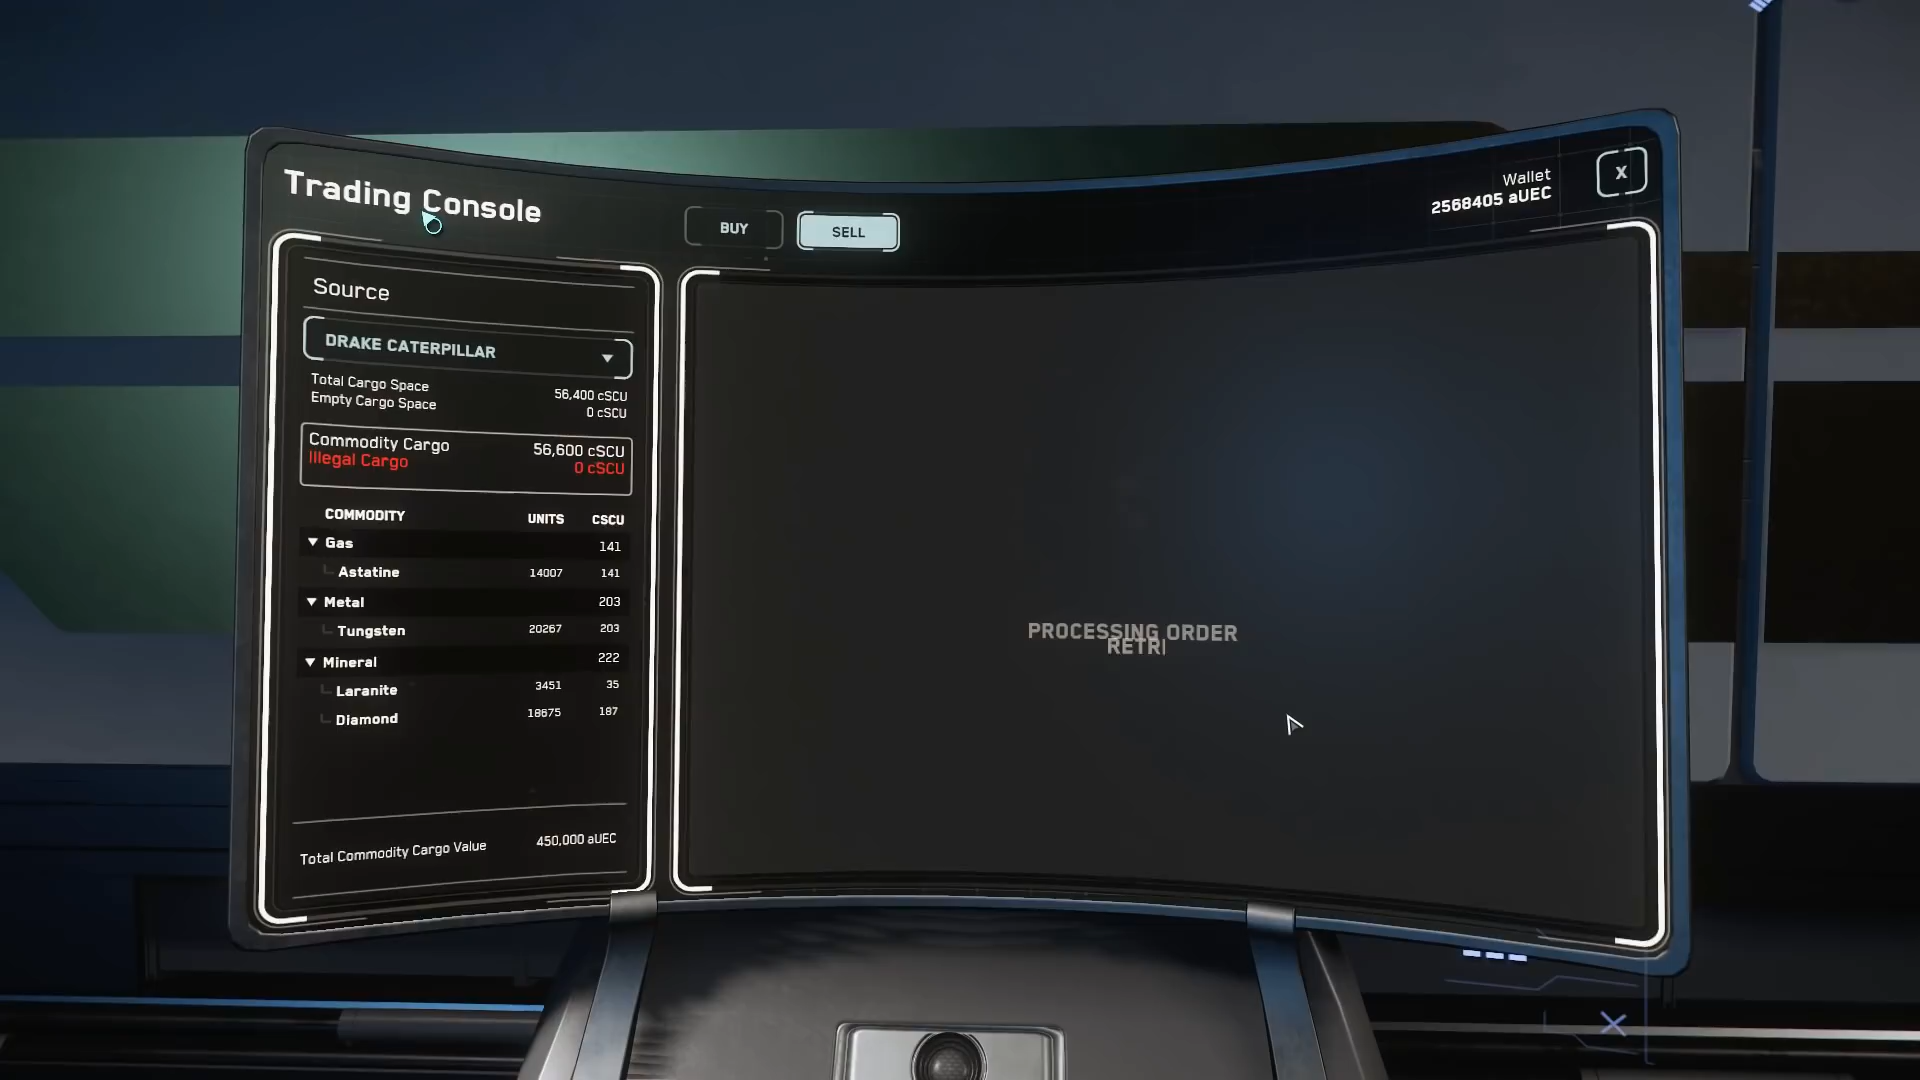 Trading Console
BUY
SELL
Wallet
2568405 aUEC
X
Source
DRAKE CATERPILLAR
Total Cargo Space 56,400 cSCU
Empty Cargo Space 0 cSCU
Commodity Cargo 56,600 cSCU
Illegal Cargo 0 cSCU
COMMODITY UNITS CSCU
Gas 141
Astatine 14007 141
Metal 203
Tungsten 20267 203
Mineral 222
Laranite 3451 35
Diamond 18675 187
Total Commodity Cargo Value 450,000 aUEC
PROCESSING ORDER
RETRI